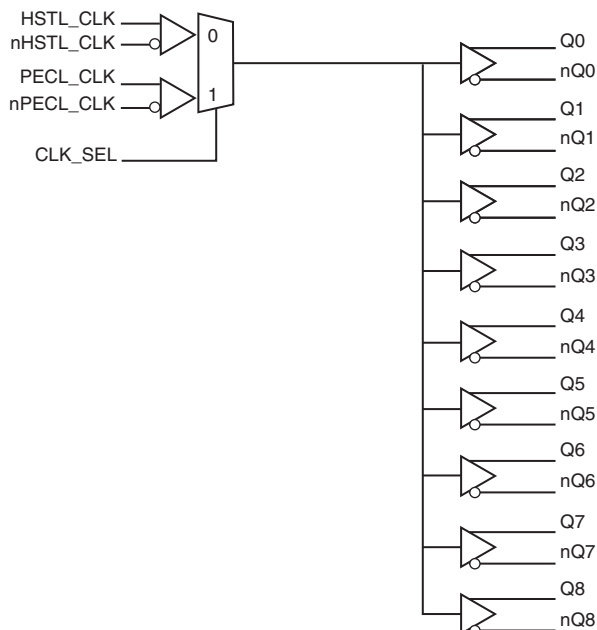 HSTL_CLK
nHSTL_CLK
0
PECL_CLK
nPECL_CLK
1
CLK_SEL
Q0
nQ0
Q1
nQ1
Q2
nQ2
Q3
nQ3
Q4
nQ4
Q5
nQ5
Q6
nQ6
Q7
nQ7
Q8
nQ8